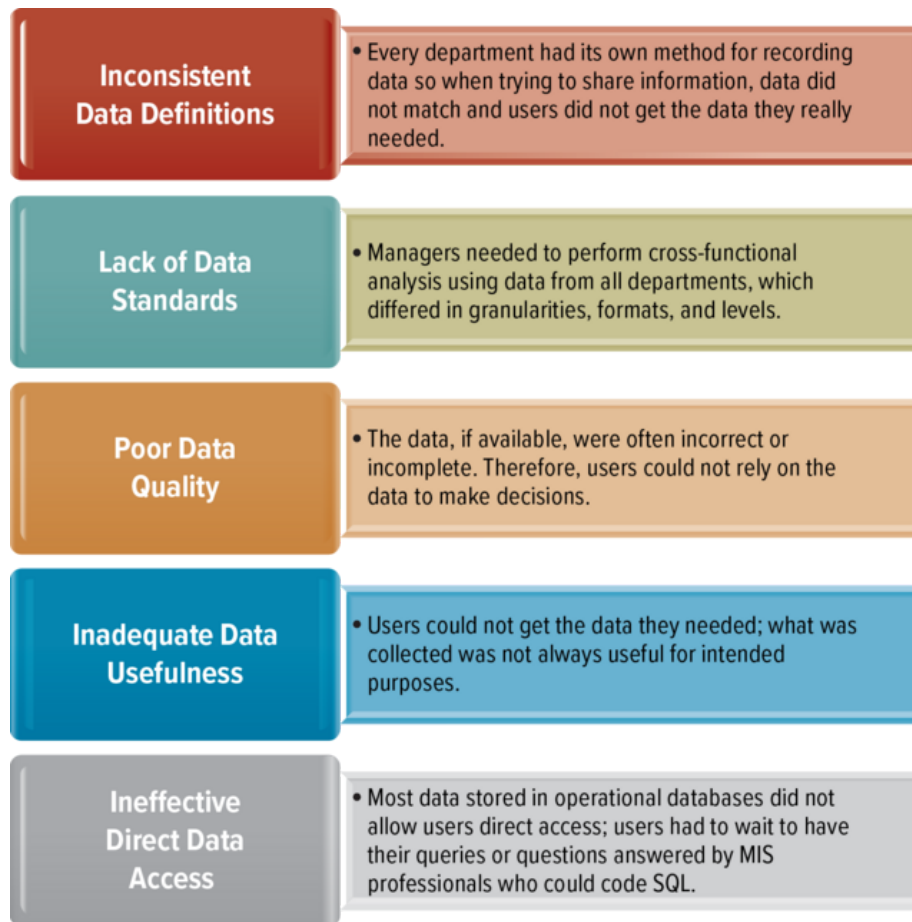 Inconsistent
Data Definitions
• Every department had its own method for recording
data so when trying to share information, data did
not match and users did not get the data they really
needed.
Lack of Data
Standards
• Managers needed to perform cross-functional
analysis using data from all departments, which
differed in granularities, formats, and levels.
Poor Data
Quality
• The data, if available, were often incorrect or
incomplete. Therefore, users could not rely on the
data to make decisions.
Inadequate Data
Usefulness
• Users could not get the data they needed; what was
collected was not always useful for intended
purposes.
Ineffective
Direct Data
Access
• Most data stored in operational databases did not
allow users direct access; users had to wait to have
their queries or questions answered by MIS
professionals who could code SQL.